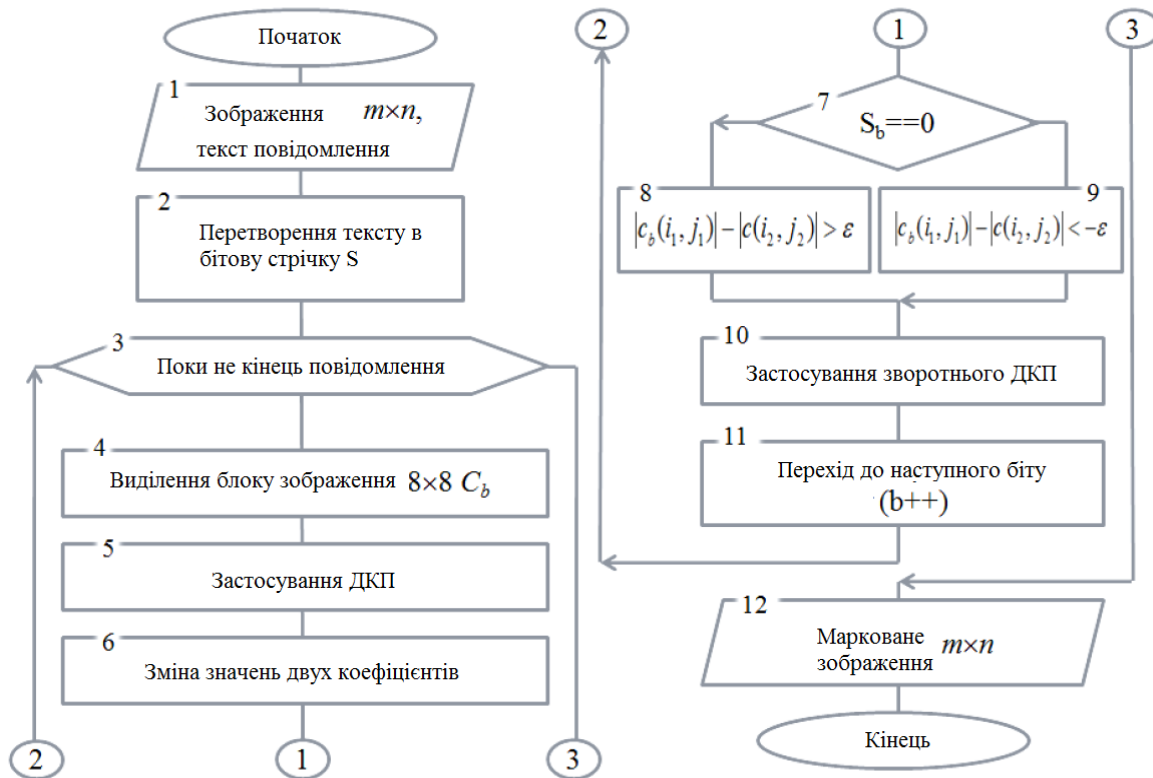 Початок
1
Зображення m×n,
текст повідомлення
2
Перетворення тексту в
бітову стрічку S
3
Поки не кінець повідомлення
4
Виділення блоку зображення 8×8 C_b
5
Застосування ДКП
6
Зміна значень двух коефіцієнтів
2
1
3
2
1
3
7
S_b==0
8
|c_b(i_1, j_1)|−|c(i_2, j_2)| > ε
9
|c_b(i_1, j_1)|−|c(i_2, j_2)| < −ε
10
Застосування зворотнього ДКП
11
Перехід до наступного біту
(b++)
12
Марковане
зображення m×n
Кінець